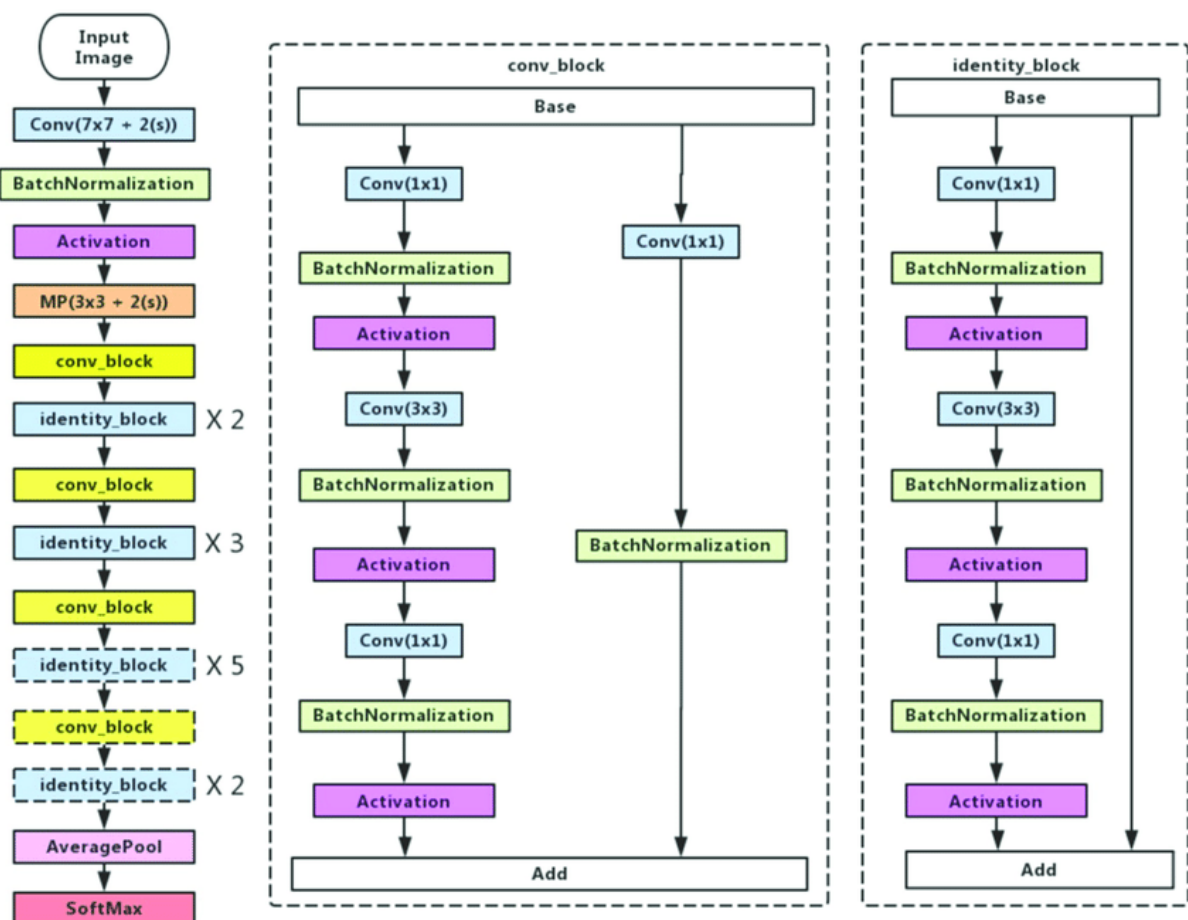 Input
Image
Conv(7x7 + 2(s))
BatchNormalization
Activation
MP(3x3 + 2(s))
conv_block
identity_block X 2
conv_block
identity_block X 3
conv_block
identity_block X 5
conv_block
identity_block X 2
AveragePool
SoftMax
conv_block
Base
Conv(1x1)
BatchNormalization
Activation
Conv(3x3)
BatchNormalization
Activation
Conv(1x1)
BatchNormalization
Activation
Conv(1x1)
BatchNormalization
Add
identity_block
Base
Conv(1x1)
BatchNormalization
Activation
Conv(3x3)
BatchNormalization
Activation
Conv(1x1)
BatchNormalization
Activation
Add